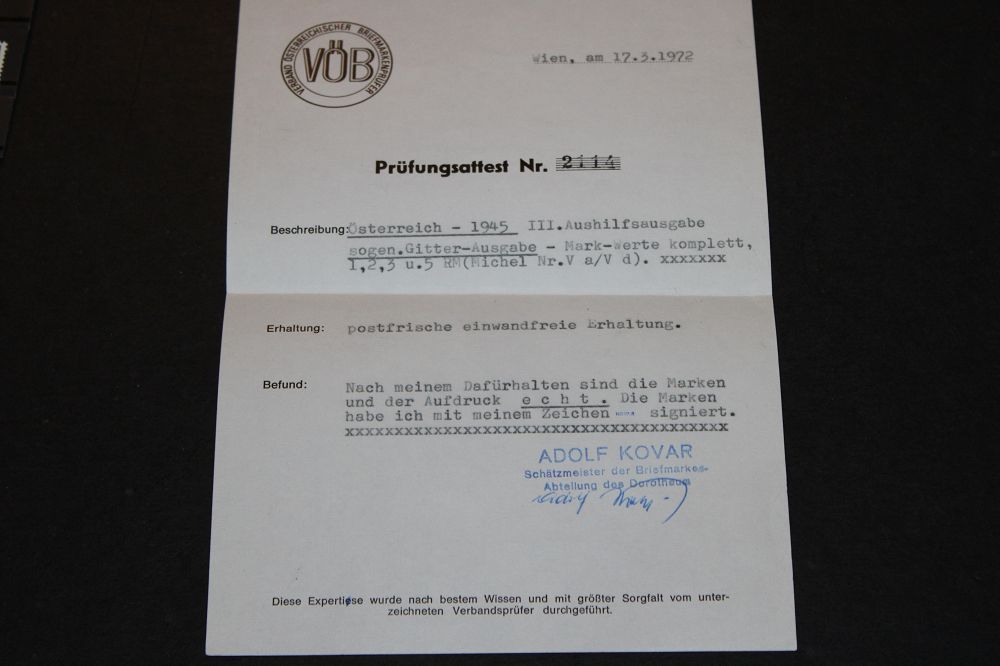 VERBAND ÖSTERREICHISCHER BRIEFMARKENPRÜFER
VÖB
Wien, am 17.3.1972
Prüfungsattest Nr. 2114
Beschreibung: Österreich - 1945 III.Aushilfsausgabe
sogen.Gitter-Ausgabe - Mark-Werte komplett,
1,2,3 u.5 RM(Michel Nr.V a/V d). xxxxxxx
Erhaltung: postfrische einwandfreie Erhaltung.
Befund: Nach meinem Dafürhalten sind die Marken
und der Aufdruck e c h t . Die Marken
habe ich mit meinem Zeichen signiert.
xxxxxxxxxxxxxxxxxxxxxxxxxxxxxxxxxxxxxxx
ADOLF KOVAR
Schätzmeister der Briefmarken-
Abteilung des Dorotheum
Adolf Kovar
Diese Expertise wurde nach bestem Wissen und mit größter Sorgfalt vom unter-
zeichneten Verbandsprüfer durchgeführt.